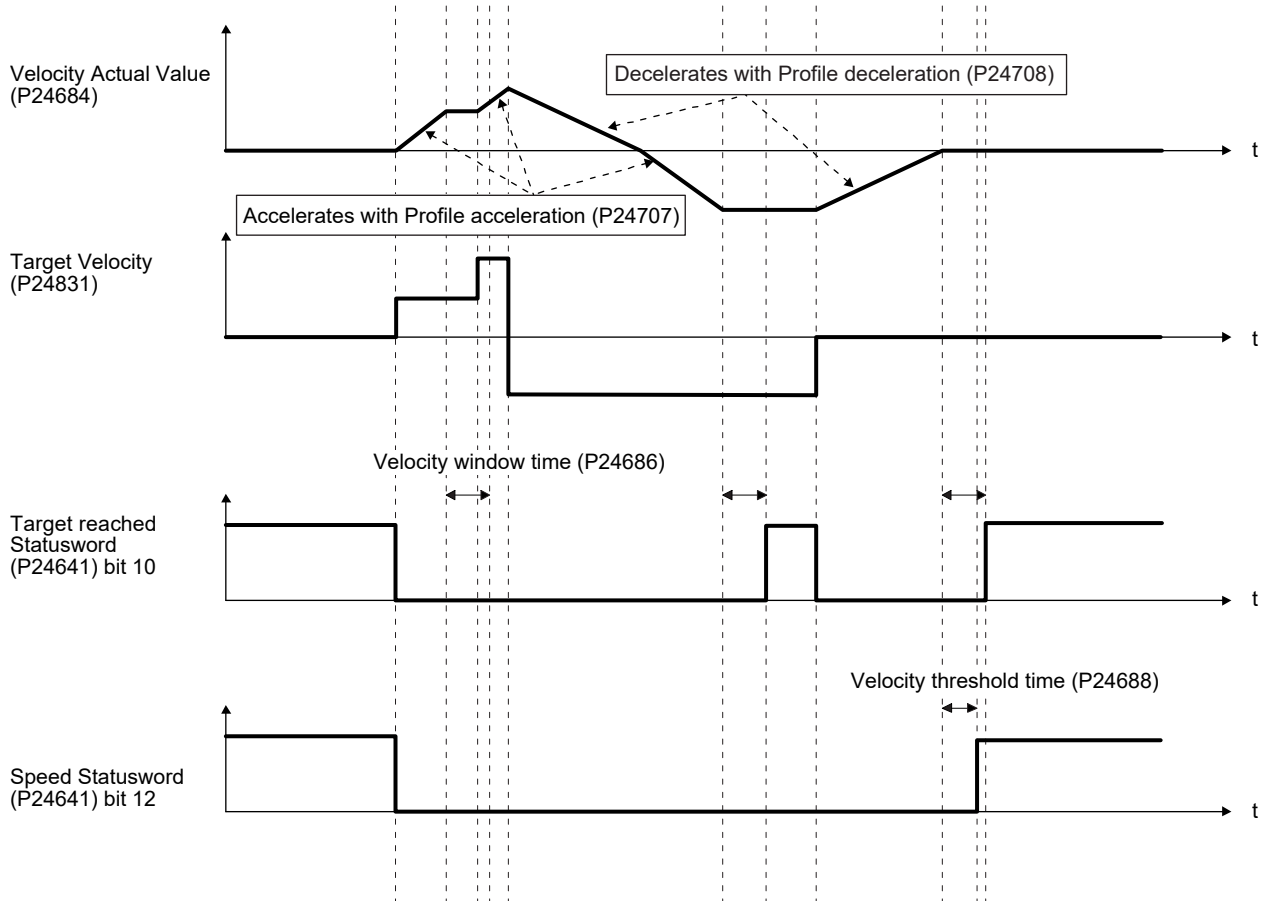 Velocity Actual Value
(P24684)
Decelerates with Profile deceleration (P24708)
t
Accelerates with Profile acceleration (P24707)
Target Velocity
(P24831)
t
Velocity window time (P24686)
Target reached
Statusword
(P24641) bit 10
t
Velocity threshold time (P24688)
Speed Statusword
(P24641) bit 12
t